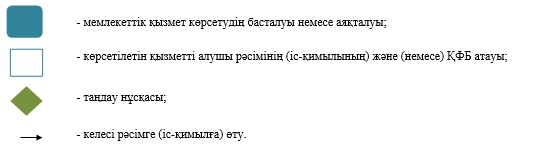 - мемлекеттік қызмет көрсетудің басталуы немесе аяқталуы;
- көрсетілетін қызметті алушы рәсімінің (іс-қимылының) және (немесе) ҚФБ атауы;
- таңдау нұсқасы;
- келесі рәсімге (іс-қимылға) өту.